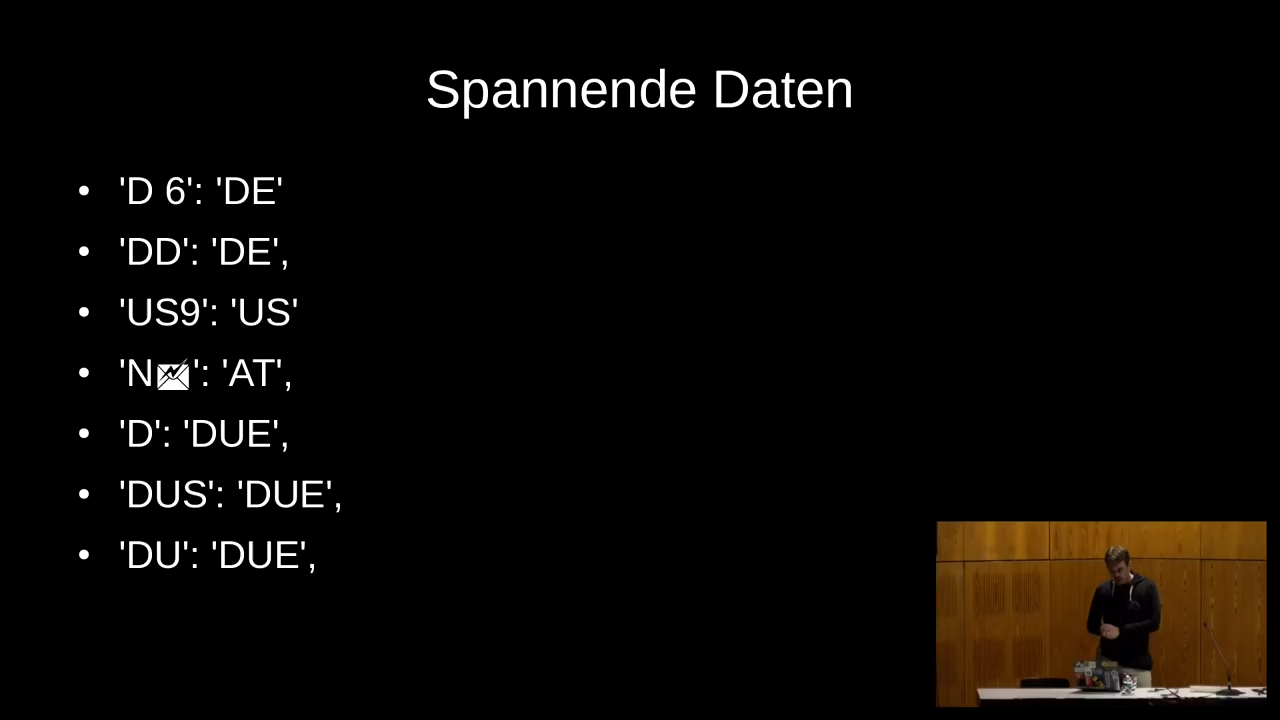 Spannende Daten
• 'D 6': 'DE'
• 'DD': 'DE',
• 'US9': 'US'
• 'N': 'AT',
• 'D': 'DUE',
• 'DUS': 'DUE',
• 'DU': 'DUE',